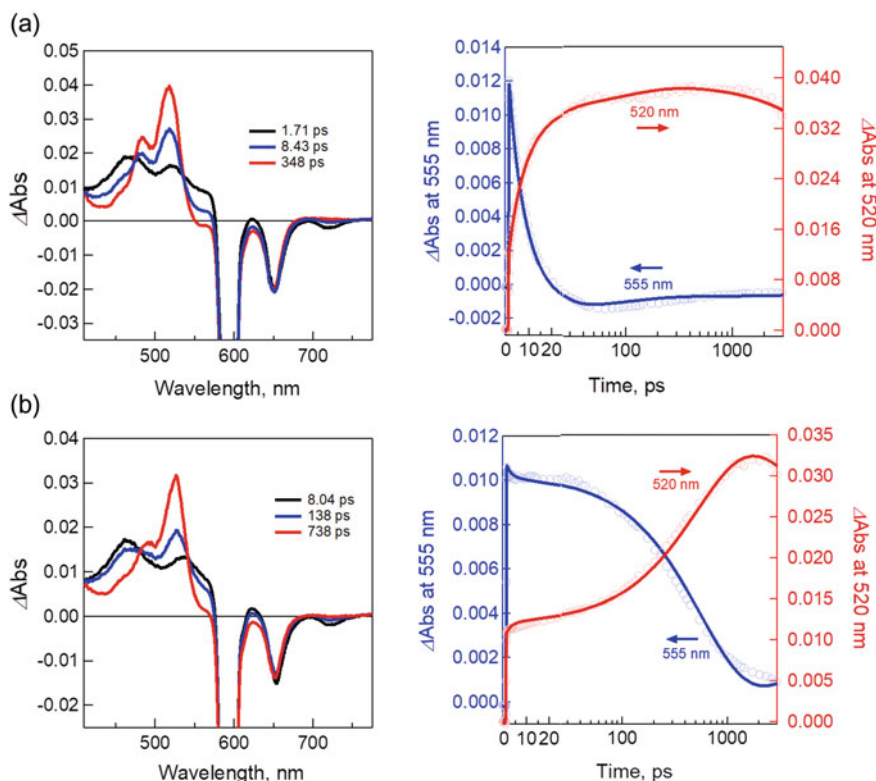 (a)
0.05
0.04
0.03
0.02
0.01
0.00
-0.01
-0.02
-0.03
ΔAbs
1.71 ps
8.43 ps
348 ps
500 600 700
Wavelength, nm
0.014
0.012
0.010
0.008
0.006
0.004
0.002
0.000
-0.002
ΔAbs at 555 nm
520 nm
555 nm
0.040
0.032
0.024
0.016
0.008
0.000
ΔAbs at 520 nm
0 10 20 100 1000
Time, ps
(b)
0.04
0.03
0.02
0.01
0.00
-0.01
-0.02
ΔAbs
8.04 ps
138 ps
738 ps
500 600 700
Wavelength, nm
0.012
0.010
0.008
0.006
0.004
0.002
0.000
ΔAbs at 555 nm
520 nm
555 nm
0.035
0.030
0.025
0.020
0.015
0.010
0.005
0.000
ΔAbs at 520 nm
0 10 20 100 1000
Time, ps